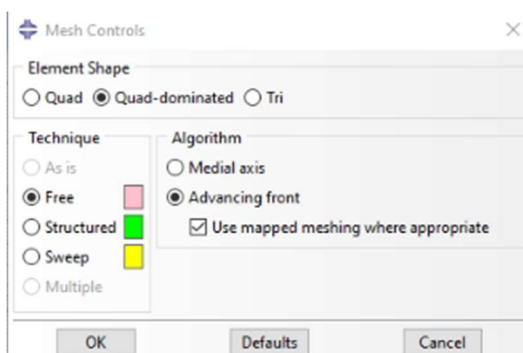 Mesh Controls
Element Shape
Quad Quad-dominated Tri
Technique
As is
Free
Structured
Sweep
Multiple
Algorithm
Medial axis
Advancing front
Use mapped meshing where appropriate
OK Defaults Cancel